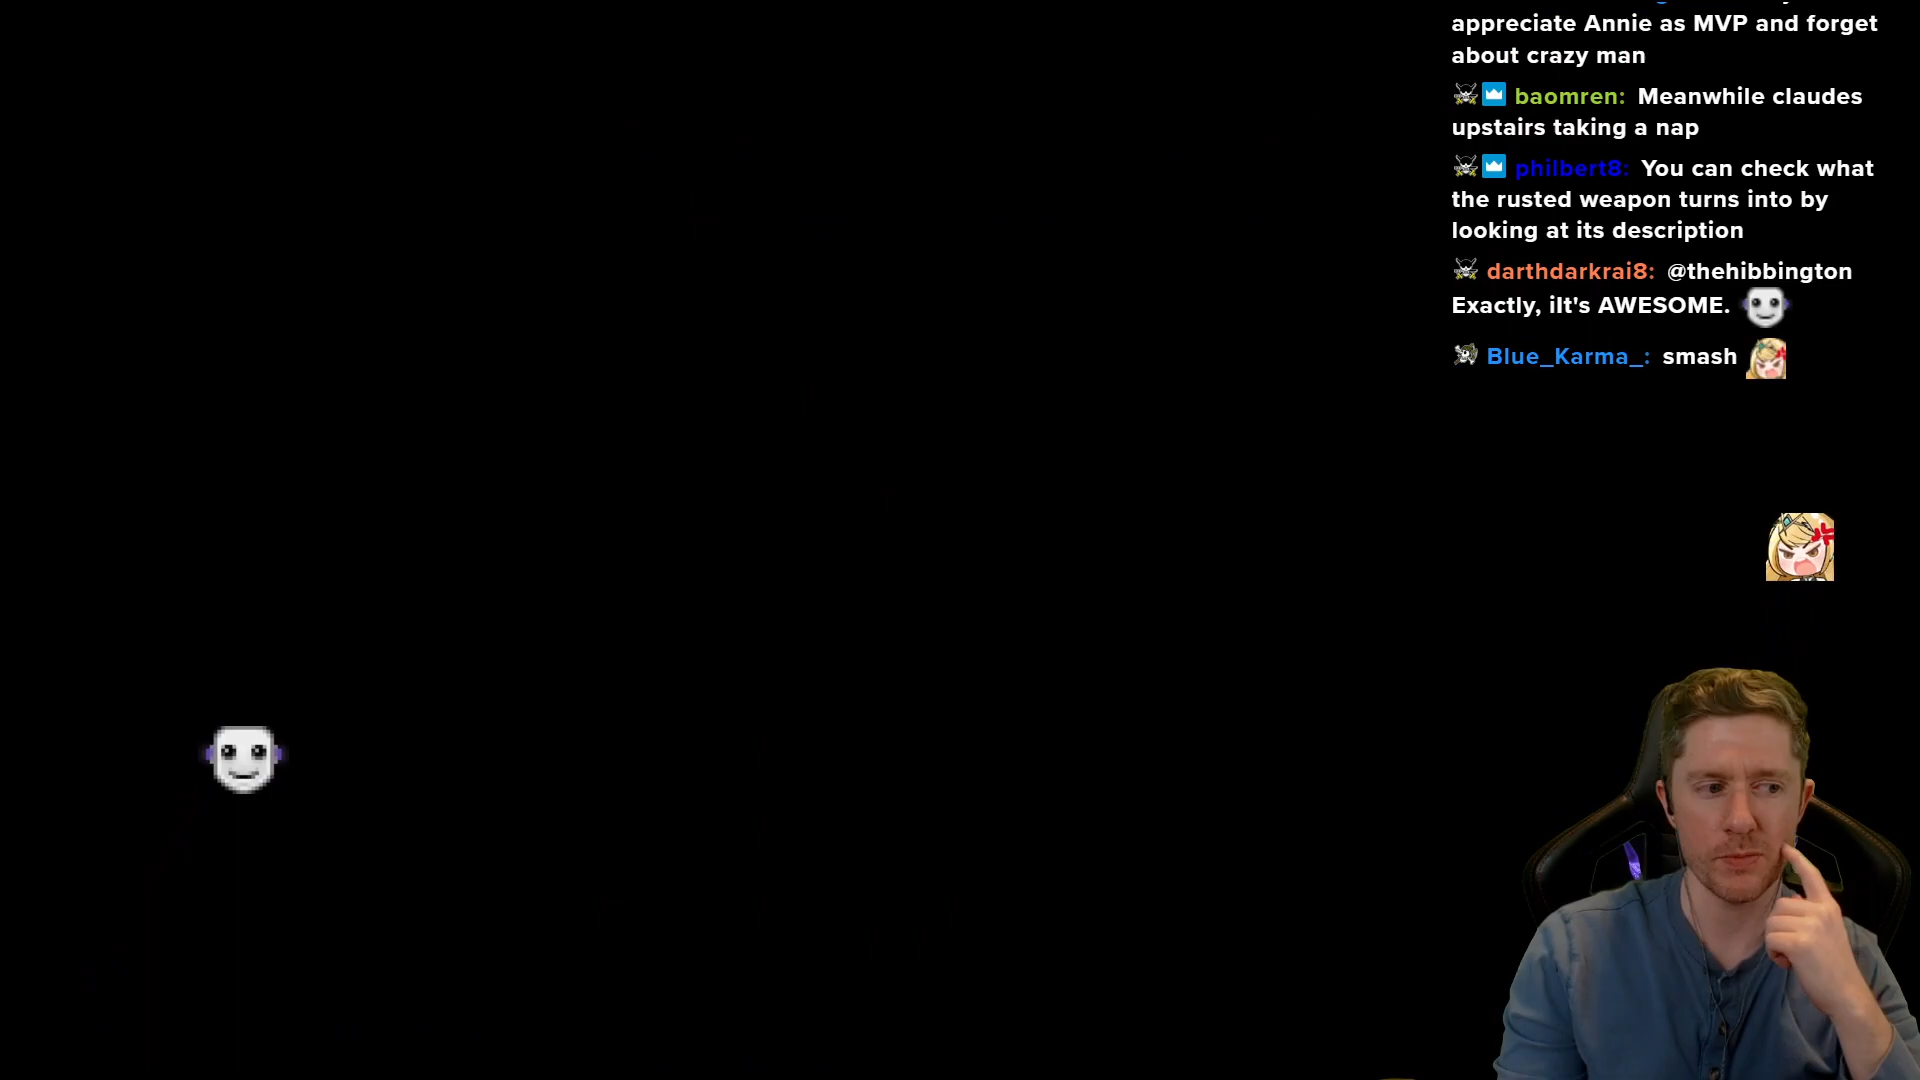 appreciate Annie as MVP and forget
about crazy man
baomren: Meanwhile claudes
upstairs taking a nap
philbert8: You can check what
the rusted weapon turns into by
looking at its description
darthdarkrai8: @thehibbington
Exactly, iIt's AWESOME.
Blue_Karma_: smash